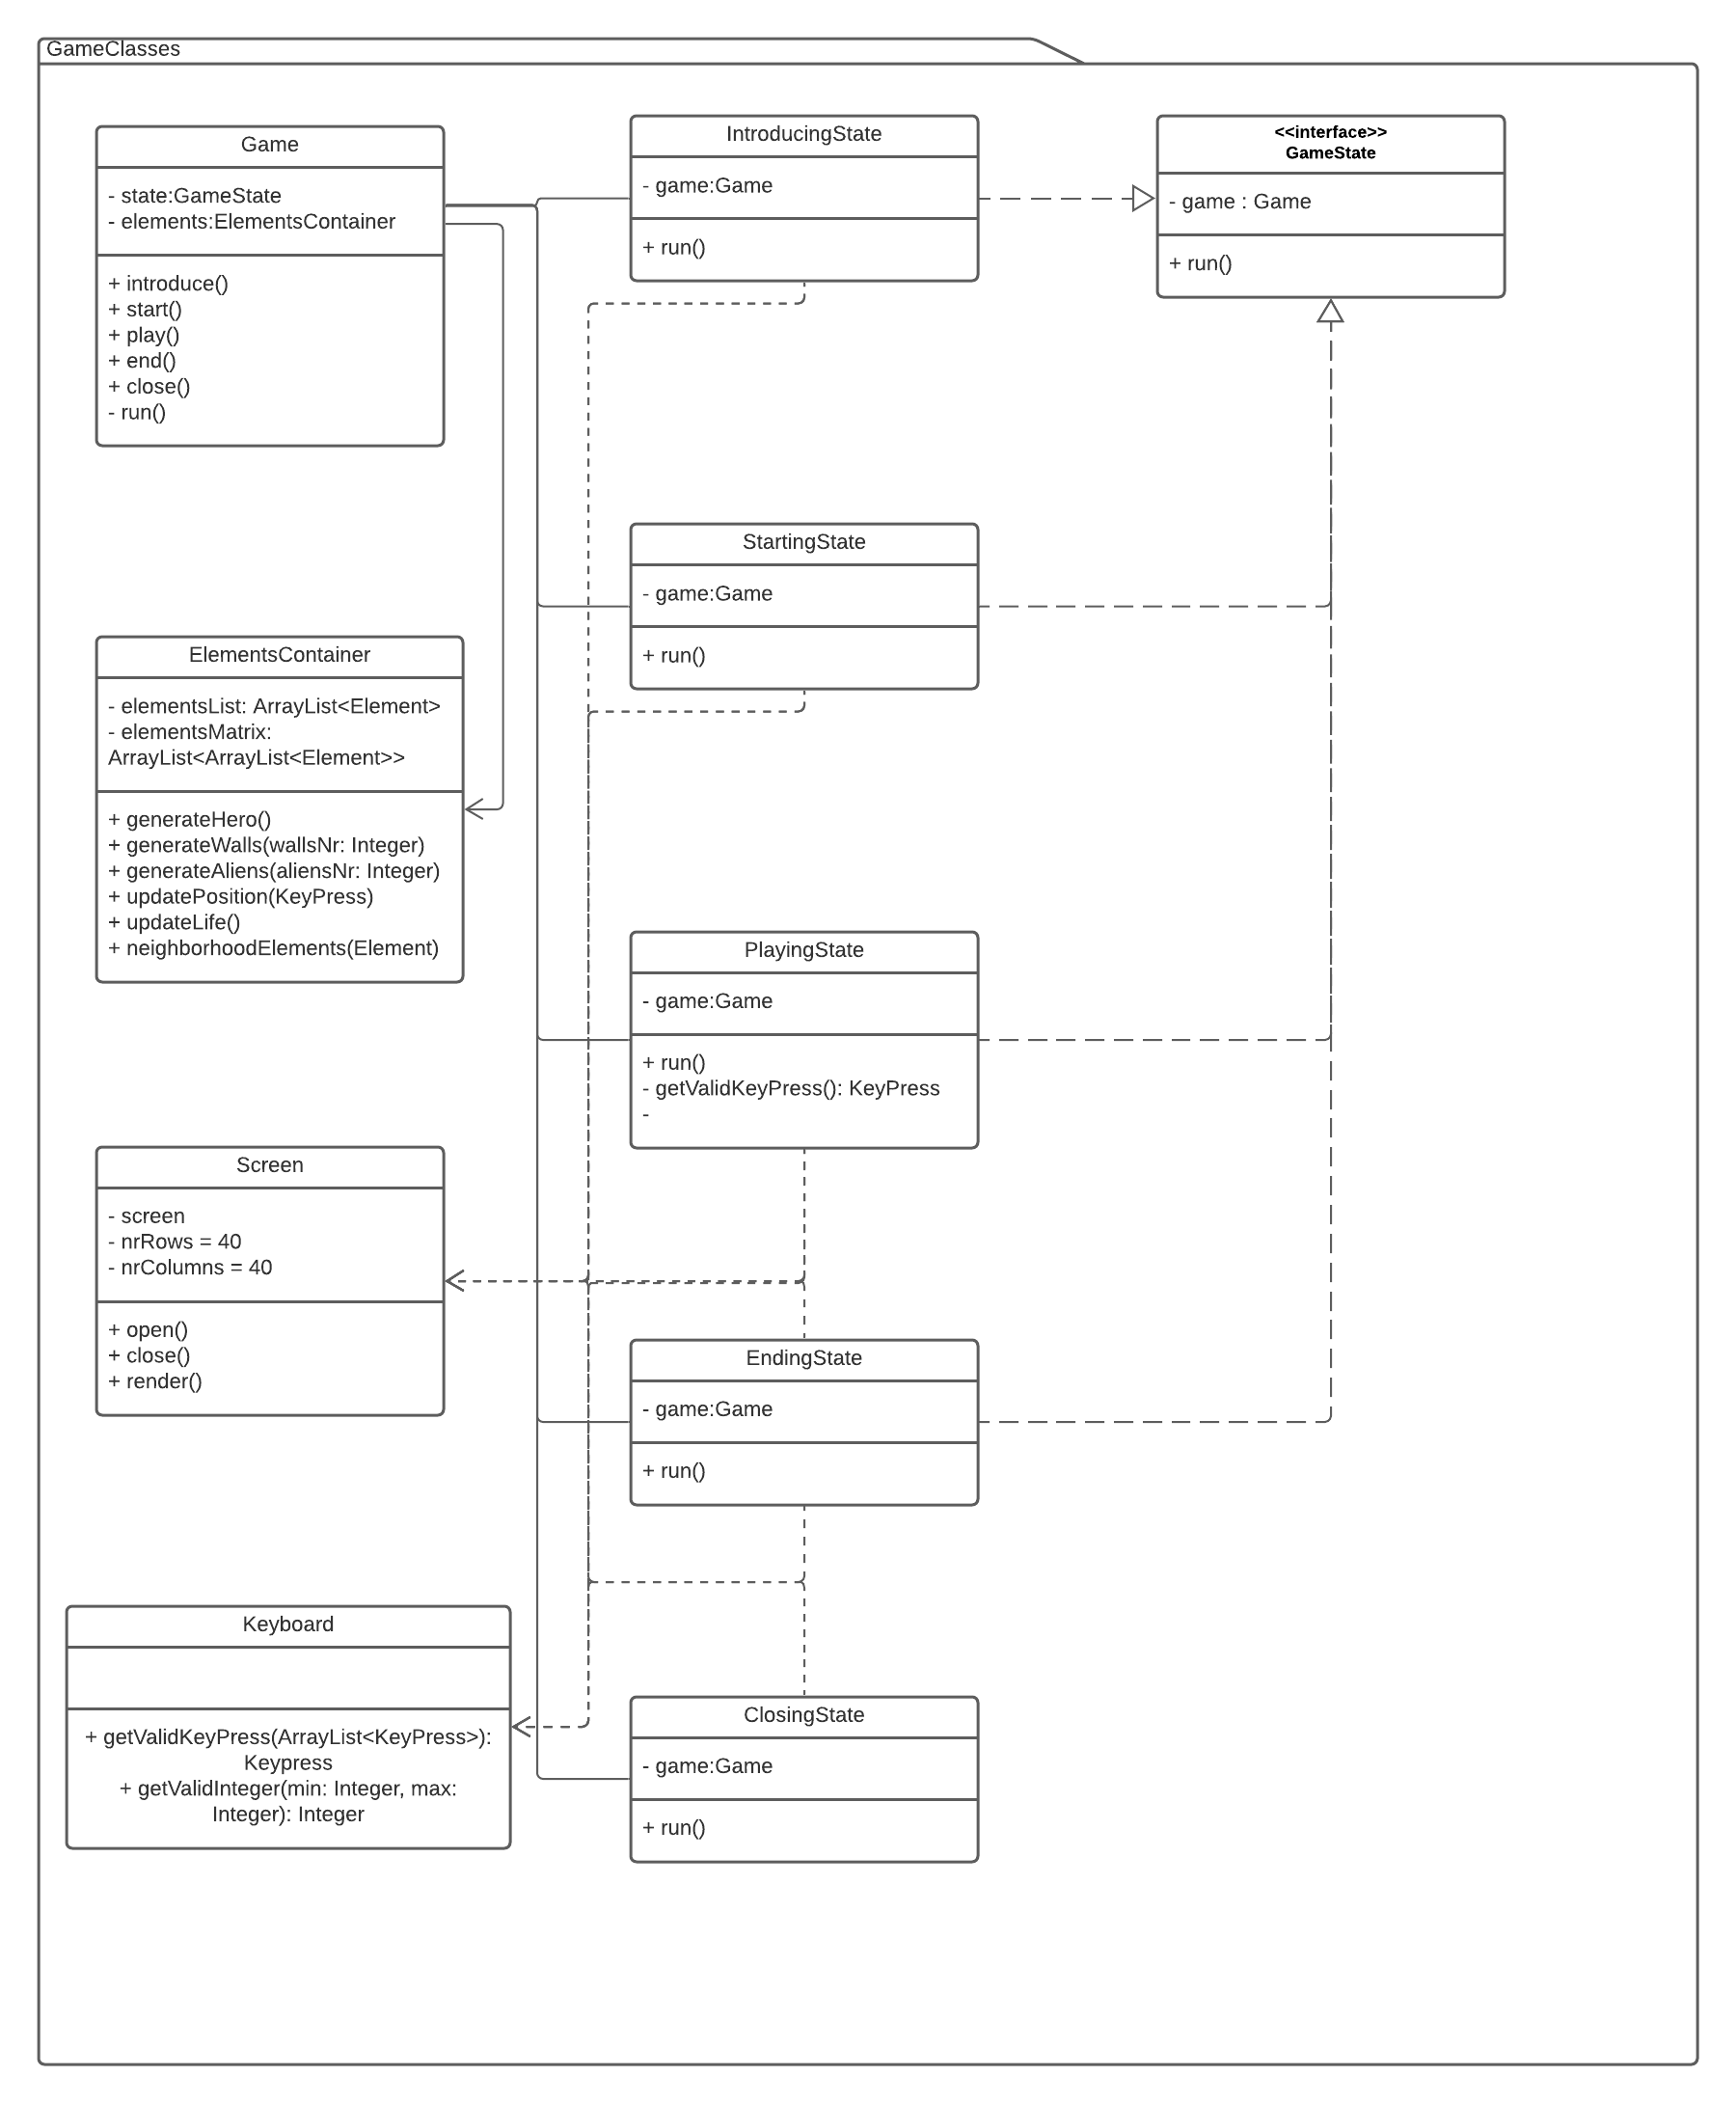 GameClasses
Game
- state:GameState
- elements:ElementsContainer
+ introduce()
+ start()
+ play()
+ end()
+ close()
- run()
IntroducingState
- game:Game
+ run()
<<interface>>
GameState
- game : Game
+ run()
StartingState
- game:Game
+ run()
ElementsContainer
- elementsList: ArrayList<Element>
- elementsMatrix:
ArrayList<ArrayList<Element>>
+ generateHero()
+ generateWalls(wallsNr: Integer)
+ generateAliens(aliensNr: Integer)
+ updatePosition(KeyPress)
+ updateLife()
+ neighborhoodElements(Element)
PlayingState
- game:Game
+ run()
- getValidKeyPress(): KeyPress
-
Screen
- screen
- nrRows = 40
- nrColumns = 40
+ open()
+ close()
+ render()
EndingState
- game:Game
+ run()
Keyboard
+ getValidKeyPress(ArrayList<KeyPress>):
Keypress
+ getValidInteger(min: Integer, max:
Integer): Integer
ClosingState
- game:Game
+ run()